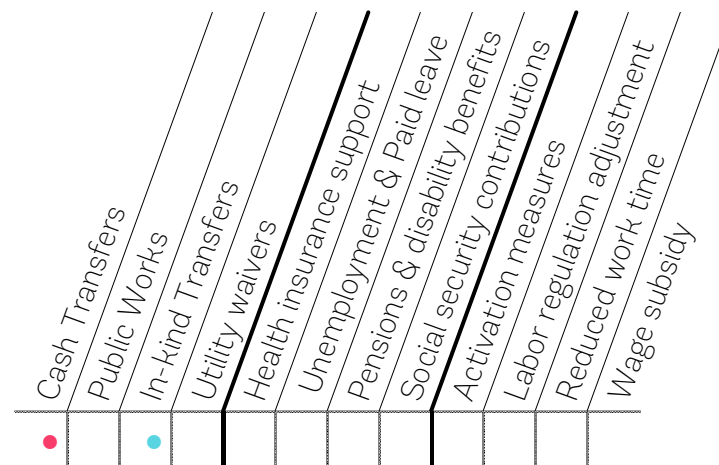 Cash Transfers
Public Works
In-kind Transfers
Utility waivers
Health insurance support
Unemployment & Paid leave
Pensions & disability benefits
Social security contributions
Activation measures
Labor regulation adjustment
Reduced work time
Wage subsidy